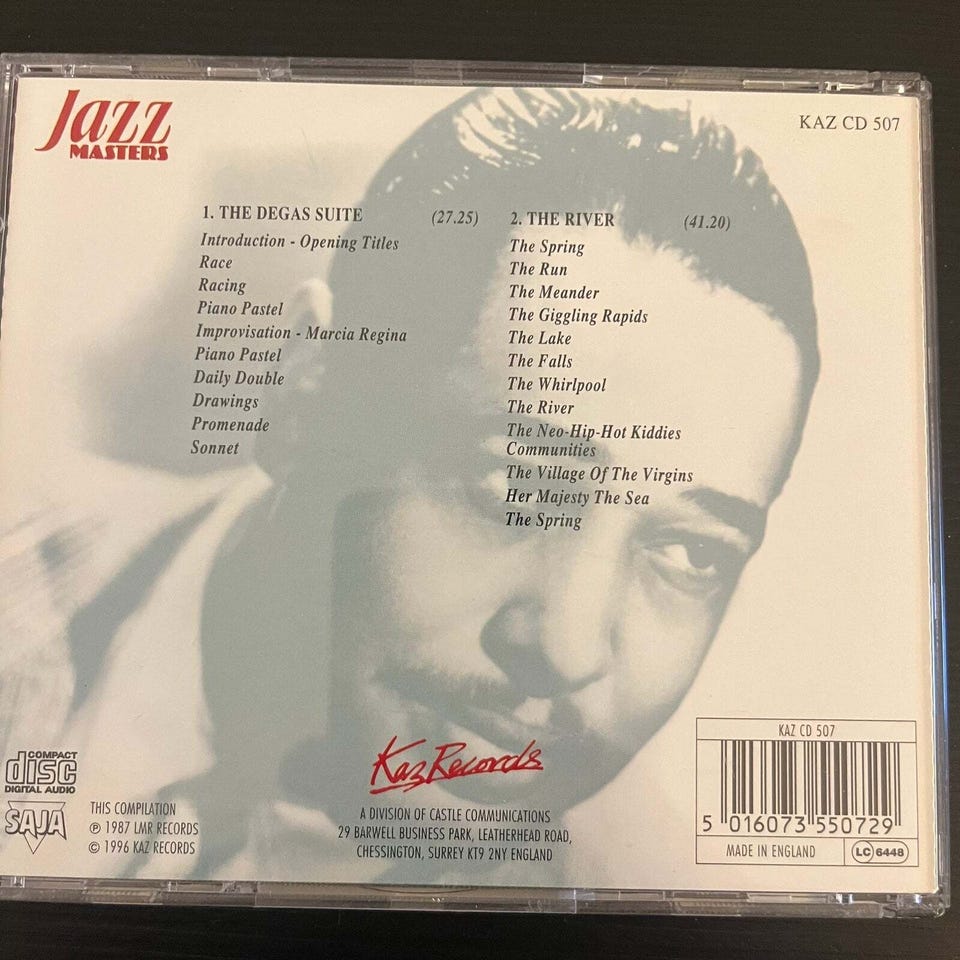 Jazz
MASTERS
KAZ CD 507
1. THE DEGAS SUITE (27.25)
Introduction - Opening Titles
Race
Racing
Piano Pastel
Improvisation - Marcia Regina
Piano Pastel
Daily Double
Drawings
Promenade
Sonnet
2. THE RIVER (41.20)
The Spring
The Run
The Meander
The Giggling Rapids
The Lake
The Falls
The Whirlpool
The River
The Neo-Hip-Hot Kiddies
Communities
The Village Of The Virgins
Her Majesty The Sea
The Spring
COMPACT
disc
DIGITAL AUDIO
SAJA
THIS COMPILATION
℗ 1987 LMR RECORDS
© 1996 KAZ RECORDS
Kaz Records
A DIVISION OF CASTLE COMMUNICATIONS
29 BARWELL BUSINESS PARK, LEATHERHEAD ROAD,
CHESSINGTON, SURREY KT9 2NY ENGLAND
KAZ CD 507
5 016073 550729
MADE IN ENGLAND
LC 6448